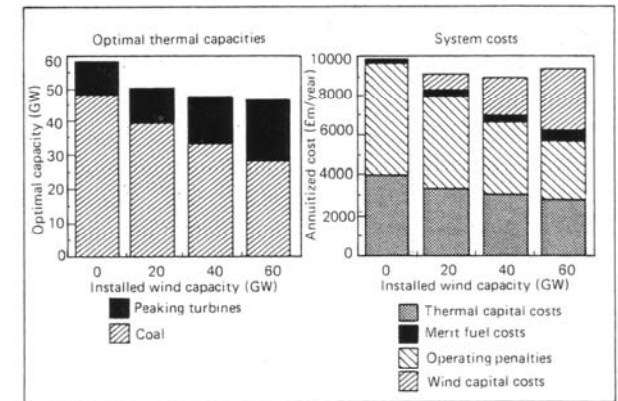 Optimal thermal capacities
60
50
40
30
20
10
0
Optimal capacity (GW)
0 20 40 60
Installed wind capacity (GW)
Peaking turbines
Coal
System costs
10000
8000
6000
4000
2000
0
Annuitized cost (£m/year)
0 20 40 60
Installed wind capacity (GW)
Thermal capital costs
Merit fuel costs
Operating penalties
Wind capital costs